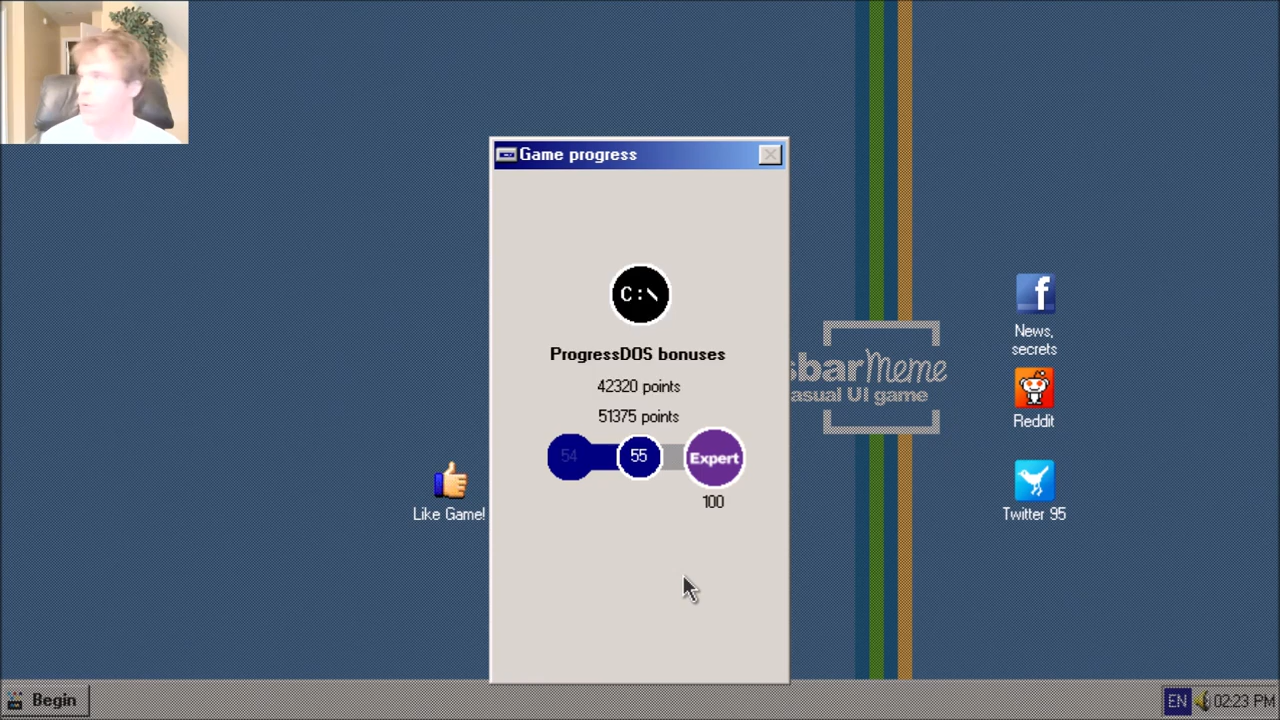 Game progress
C:\
ProgressDOS bonuses
42320 points
51375 points
54
55
Expert
100
sbarMeme
asual UI game
f
News,
secrets
Reddit
Twitter 95
Like Game!
Begin
EN
02:23 PM